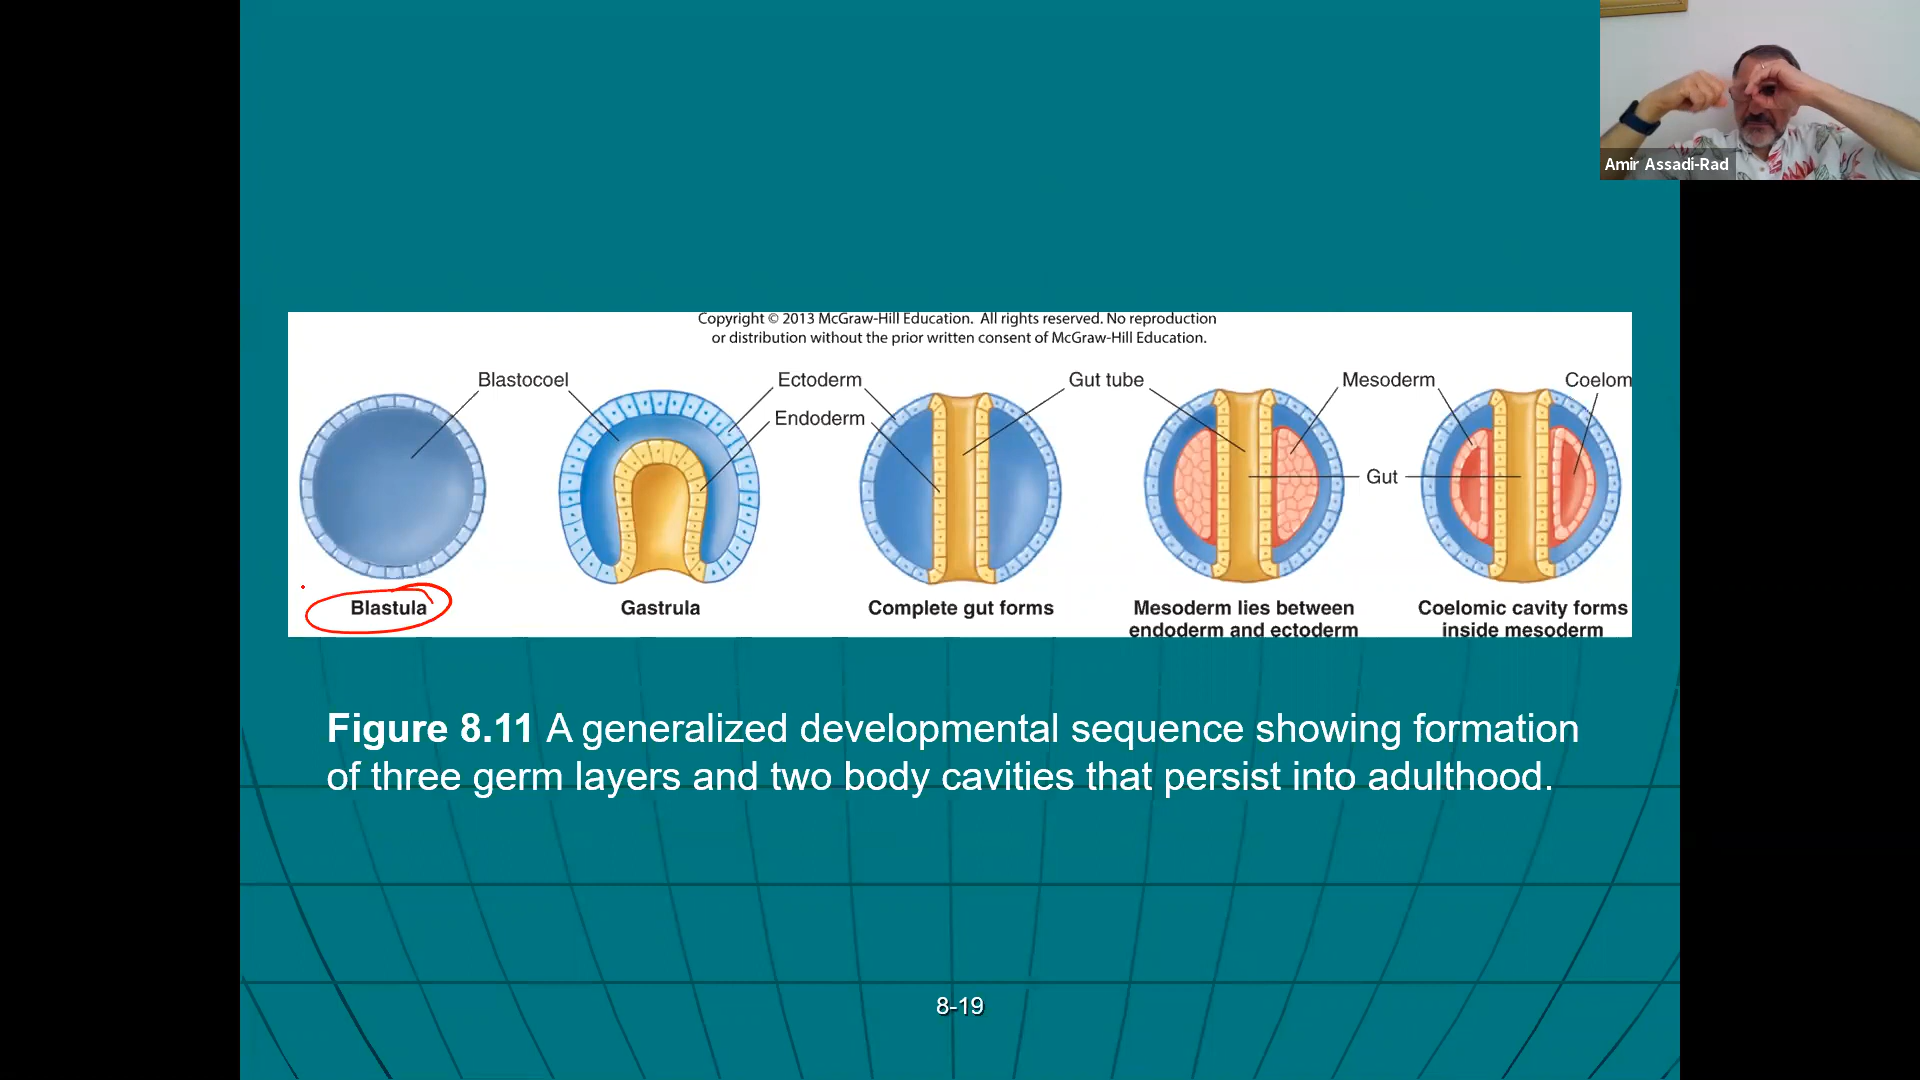 Amir Assadi-Rad
Copyright © 2013 McGraw-Hill Education. All rights reserved. No reproduction
or distribution without the prior written consent of McGraw-Hill Education.
Blastocoel
Ectoderm
Gut tube
Mesoderm
Coelom
Endoderm
Gut
Blastula
Gastrula
Complete gut forms
Mesoderm lies between
endoderm and ectoderm
Coelomic cavity forms
inside mesoderm
Figure 8.11 A generalized developmental sequence showing formation
of three germ layers and two body cavities that persist into adulthood.
8-19